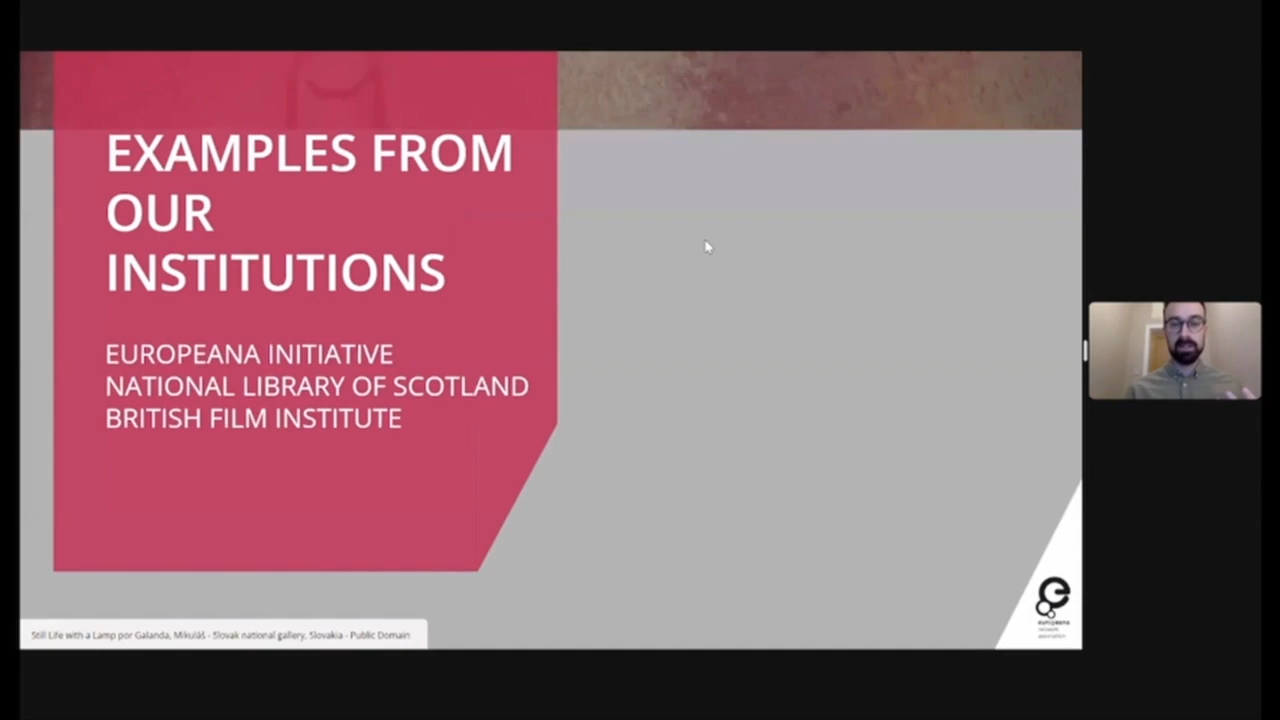 EXAMPLES FROM
OUR
INSTITUTIONS
EUROPEANA INITIATIVE
NATIONAL LIBRARY OF SCOTLAND
BRITISH FILM INSTITUTE
Still Life with a Lamp por Galanda, Mikuláš - Slovak national gallery, Slovakia - Public Domain
europeana